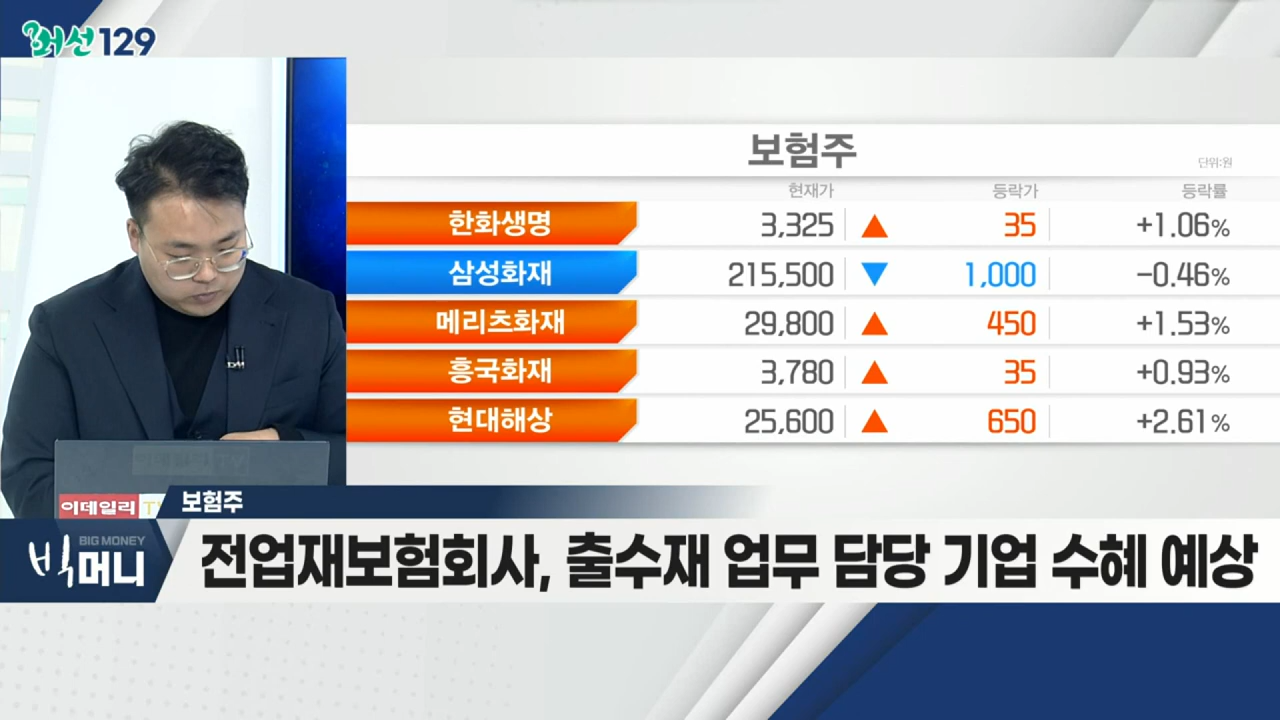 머선129
보험주
단위:원
현재가 등락가 등락률
한화생명 3,325 ▲ 35 +1.06%
삼성화재 215,500 ▼ 1,000 -0.46%
메리츠화재 29,800 ▲ 450 +1.53%
흥국화재 3,780 ▲ 35 +0.93%
현대해상 25,600 ▲ 650 +2.61%
이데일리 T
보험주
BIG MONEY
빅머니
전업재보험회사, 출수재 업무 담당 기업 수혜 예상